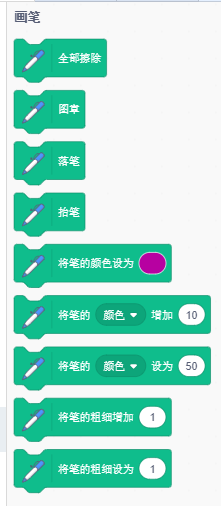 画笔
全部擦除
图章
落笔
抬笔
将笔的颜色设为
将笔的 颜色 增加 10
将笔的 颜色 设为 50
将笔的粗细增加 1
将笔的粗细设为 1